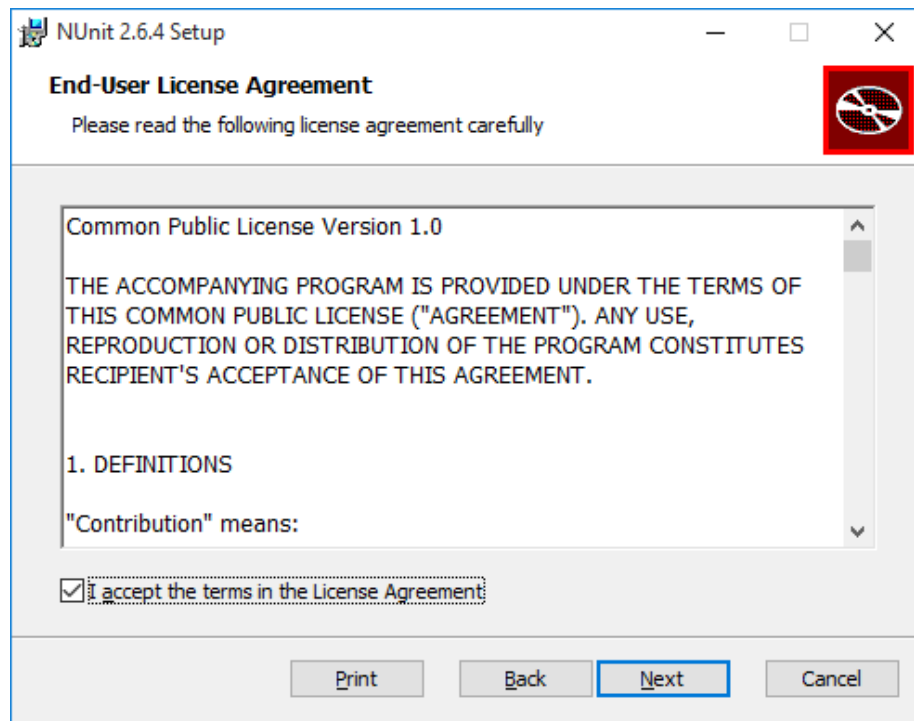 NUnit 2.6.4 Setup
End-User License Agreement
Please read the following license agreement carefully
Common Public License Version 1.0
THE ACCOMPANYING PROGRAM IS PROVIDED UNDER THE TERMS OF
THIS COMMON PUBLIC LICENSE ("AGREEMENT"). ANY USE,
REPRODUCTION OR DISTRIBUTION OF THE PROGRAM CONSTITUTES
RECIPIENT'S ACCEPTANCE OF THIS AGREEMENT.
1. DEFINITIONS
"Contribution" means:
I accept the terms in the License Agreement
Print Back Next Cancel